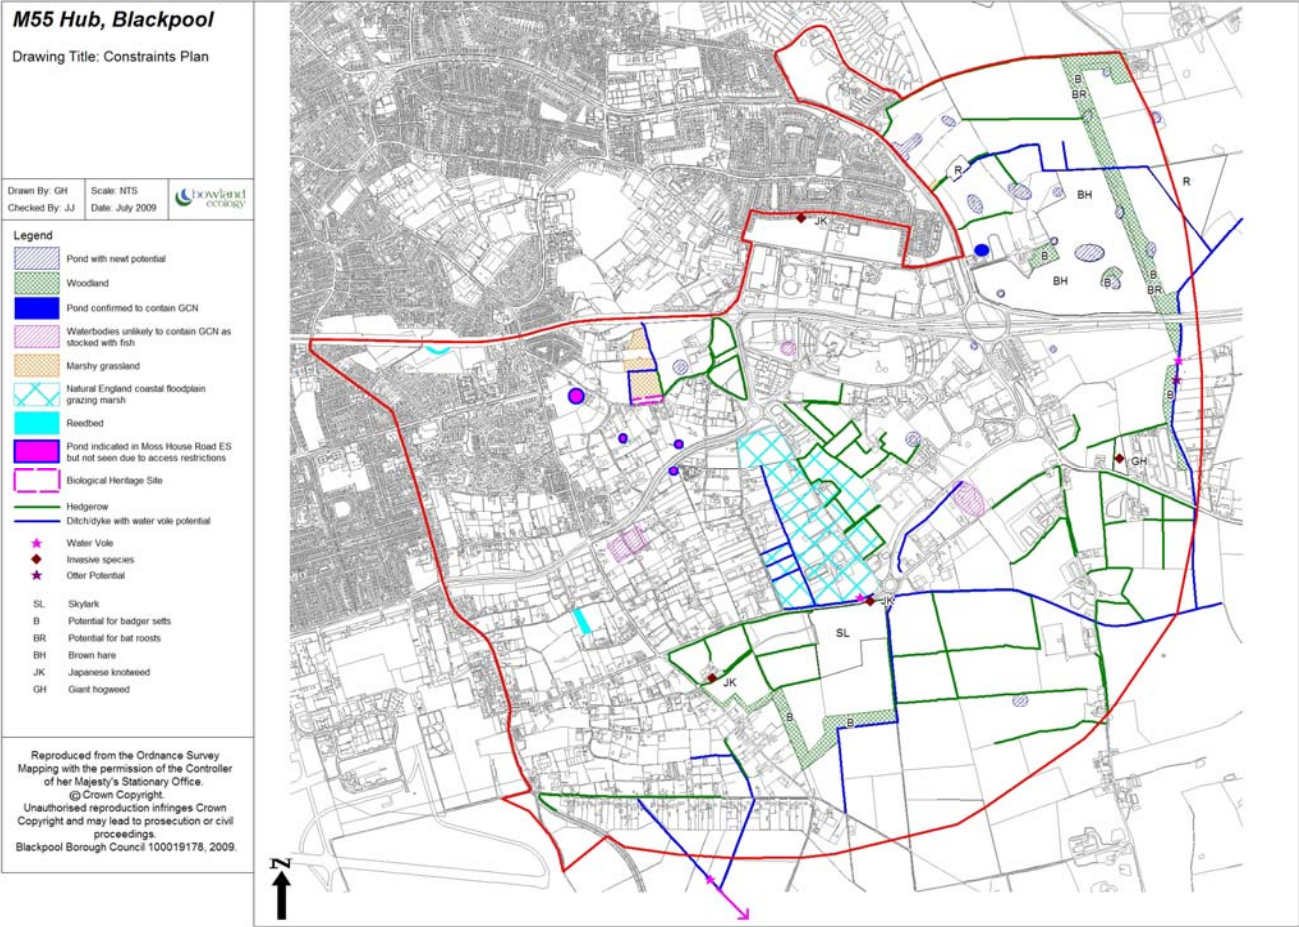 M55 Hub, Blackpool
Drawing Title: Constraints Plan
Drawn By: GH
Scale: NTS
Checked By: JJ
Date: July 2009
bowland
ecology
Legend
Pond with newt potential
Woodland
Pond confirmed to contain GCN
Waterbodies unlikely to contain GCN as
stocked with fish
Marshy grassland
Natural England coastal floodplain
grazing marsh
Reedbed
Pond indicated in Moss House Road ES
but not seen due to access restrictions
Biological Heritage Site
Hedgerow
Ditch/dyke with water vole potential
Water Vole
Invasive species
Otter Potential
SL Skylark
B Potential for badger setts
BR Potential for bat roosts
BH Brown hare
JK Japanese knotweed
GH Giant hogweed
Reproduced from the Ordnance Survey
Mapping with the permission of the Controller
of her Majesty's Stationary Office.
© Crown Copyright.
Unauthorised reproduction infringes Crown
Copyright and may lead to prosecution or civil
proceedings.
Blackpool Borough Council 100019178, 2009.
B
BR
R
R
BH
JK
B
BH
B
B
BR
B
GH
JK
SL
JK
B
B
N